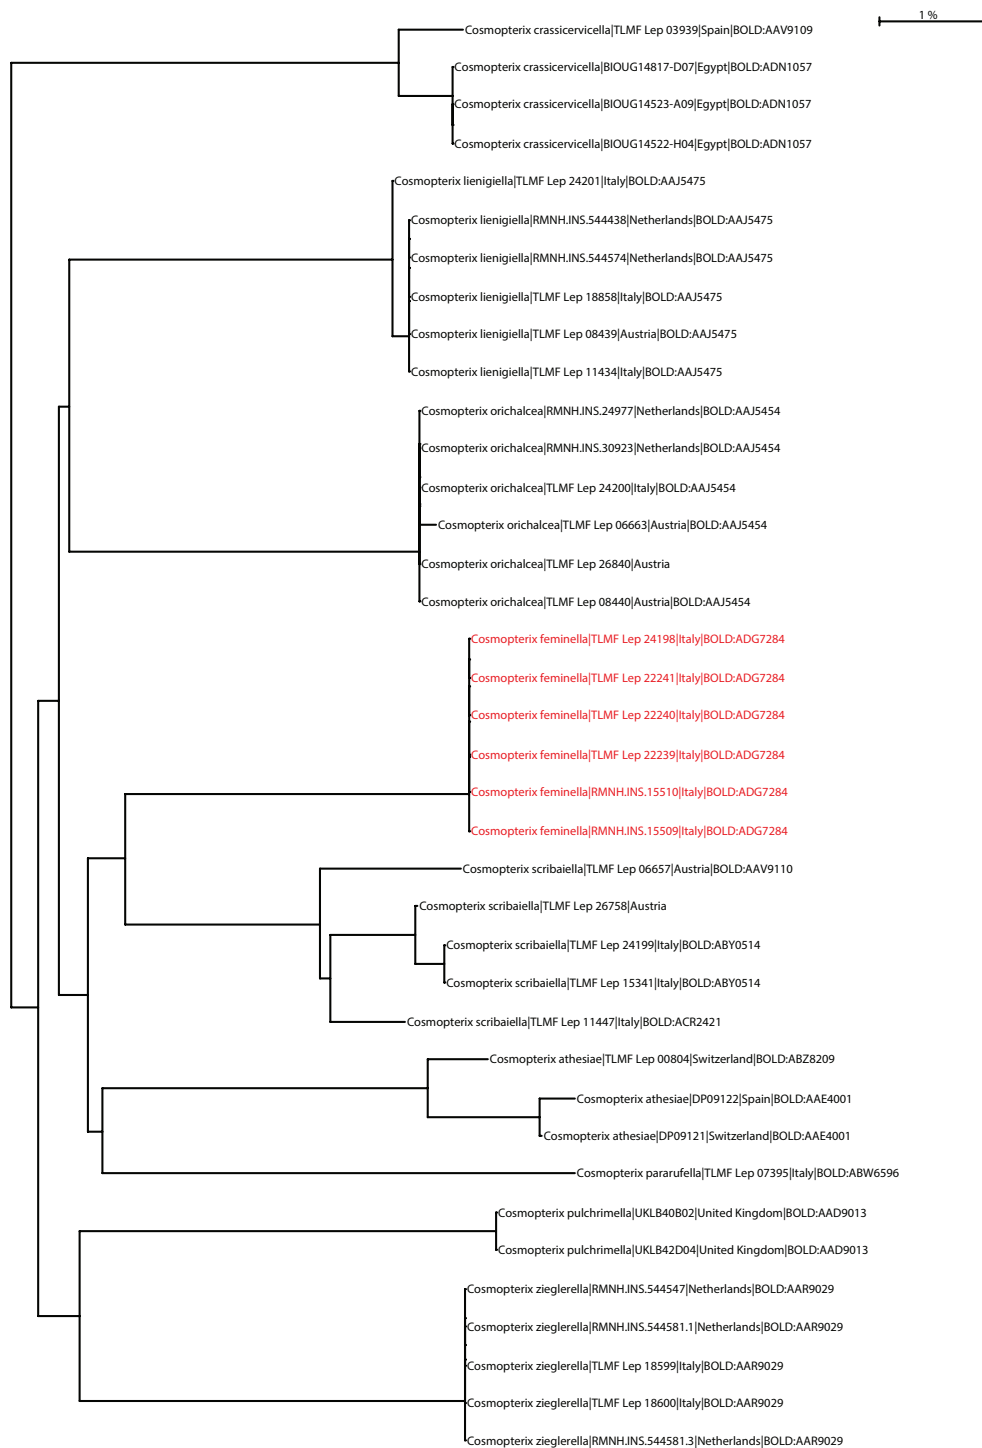 1 %
Cosmopterix crassicervicella|TLMF Lep 03939|Spain|BOLD:AAV9109
Cosmopterix crassicervicella|BIOUG14817-D07|Egypt|BOLD:ADN1057
Cosmopterix crassicervicella|BIOUG14523-A09|Egypt|BOLD:ADN1057
Cosmopterix crassicervicella|BIOUG14522-H04|Egypt|BOLD:ADN1057
Cosmopterix lienigiella|TLMF Lep 24201|Italy|BOLD:AAJ5475
Cosmopterix lienigiella|RMNH.INS.544438|Netherlands|BOLD:AAJ5475
Cosmopterix lienigiella|RMNH.INS.544574|Netherlands|BOLD:AAJ5475
Cosmopterix lienigiella|TLMF Lep 18858|Italy|BOLD:AAJ5475
Cosmopterix lienigiella|TLMF Lep 08439|Austria|BOLD:AAJ5475
Cosmopterix lienigiella|TLMF Lep 11434|Italy|BOLD:AAJ5475
Cosmopterix orichalcea|RMNH.INS.24977|Netherlands|BOLD:AAJ5454
Cosmopterix orichalcea|RMNH.INS.30923|Netherlands|BOLD:AAJ5454
Cosmopterix orichalcea|TLMF Lep 24200|Italy|BOLD:AAJ5454
Cosmopterix orichalcea|TLMF Lep 06663|Austria|BOLD:AAJ5454
Cosmopterix orichalcea|TLMF Lep 26840|Austria
Cosmopterix orichalcea|TLMF Lep 08440|Austria|BOLD:AAJ5454
Cosmopterix feminella|TLMF Lep 24198|Italy|BOLD:ADG7284
Cosmopterix feminella|TLMF Lep 22241|Italy|BOLD:ADG7284
Cosmopterix feminella|TLMF Lep 22240|Italy|BOLD:ADG7284
Cosmopterix feminella|TLMF Lep 22239|Italy|BOLD:ADG7284
Cosmopterix feminella|RMNH.INS.15510|Italy|BOLD:ADG7284
Cosmopterix feminella|RMNH.INS.15509|Italy|BOLD:ADG7284
Cosmopterix scribaiella|TLMF Lep 06657|Austria|BOLD:AAV9110
Cosmopterix scribaiella|TLMF Lep 26758|Austria
Cosmopterix scribaiella|TLMF Lep 24199|Italy|BOLD:ABY0514
Cosmopterix scribaiella|TLMF Lep 15341|Italy|BOLD:ABY0514
Cosmopterix scribaiella|TLMF Lep 11447|Italy|BOLD:ACR2421
Cosmopterix athesiae|TLMF Lep 00804|Switzerland|BOLD:ABZ8209
Cosmopterix athesiae|DP09122|Spain|BOLD:AAE4001
Cosmopterix athesiae|DP09121|Switzerland|BOLD:AAE4001
Cosmopterix pararufella|TLMF Lep 07395|Italy|BOLD:ABW6596
Cosmopterix pulchrimella|UKLB40B02|United Kingdom|BOLD:AAD9013
Cosmopterix pulchrimella|UKLB42D04|United Kingdom|BOLD:AAD9013
Cosmopterix zieglerella|RMNH.INS.544547|Netherlands|BOLD:AAR9029
Cosmopterix zieglerella|RMNH.INS.544581.1|Netherlands|BOLD:AAR9029
Cosmopterix zieglerella|TLMF Lep 18599|Italy|BOLD:AAR9029
Cosmopterix zieglerella|TLMF Lep 18600|Italy|BOLD:AAR9029
Cosmopterix zieglerella|RMNH.INS.544581.3|Netherlands|BOLD:AAR9029